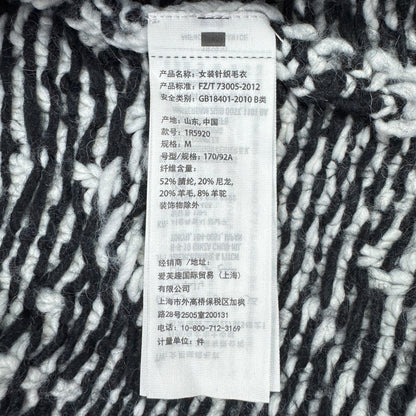 产品名称：女装针织毛衣
产品标准：FZ/T 73005-2012
安全类别：GB18401-2010 B类
产地：山东, 中国
款号：1R5920
规格：M
号型/规格：170/92A
纤维含量：
52% 腈纶, 20% 尼龙,
20% 羊毛, 8% 羊驼
装饰物除外
经销商 /地址：
爱芙趣国际贸易（上海）
有限公司
上海市外高桥保税区加枫
路28号2505室200131
电话：10-800-712-3169
计量单位：件